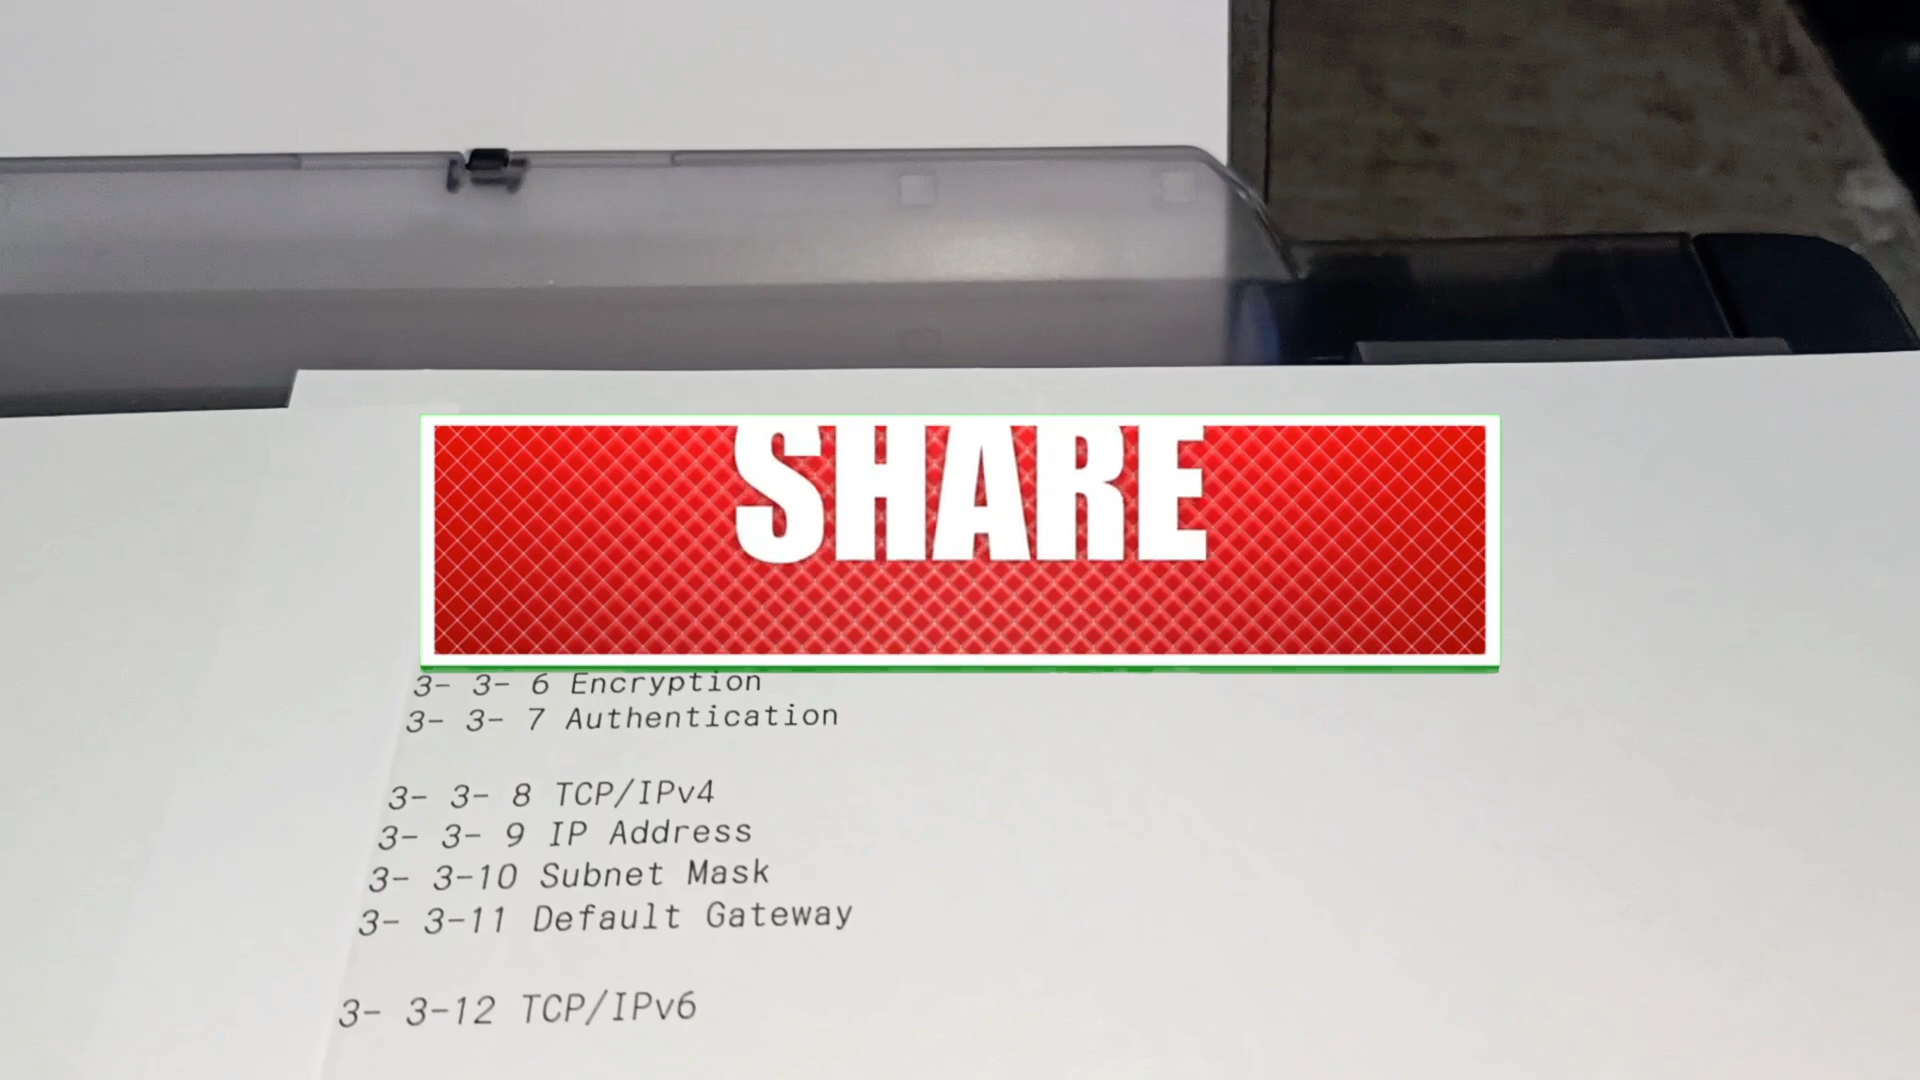 SHARE
3- 3- 6 Encryption
3- 3- 7 Authentication
3- 3- 8 TCP/IPv4
3- 3- 9 IP Address
3- 3-10 Subnet Mask
3- 3-11 Default Gateway
3- 3-12 TCP/IPv6